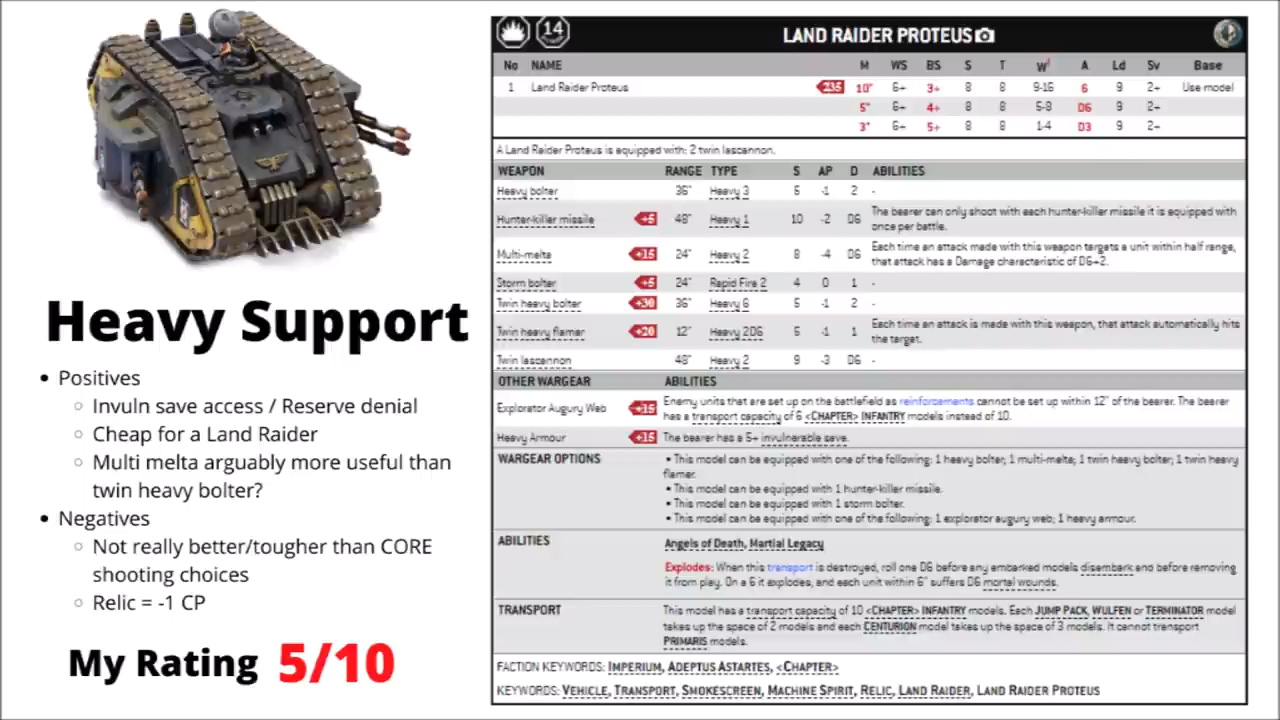 Heavy Support
• Positives
○ Invuln save access / Reserve denial
○ Cheap for a Land Raider
○ Multi melta arguably more useful than
twin heavy bolter?
• Negatives
○ Not really better/tougher than CORE
shooting choices
○ Relic = -1 CP
My Rating 5/10
14
LAND RAIDER PROTEUS
No NAME M WS BS S T W A Ld Sv Base
1 Land Raider Proteus 235 10" 6+ 3+ 8 8 9-16 6 9 2+ Use model
5" 6+ 4+ 8 8 5-8 D6 9 2+
3" 6+ 5+ 8 8 1-4 D3 9 2+
A Land Raider Proteus is equipped with: 2 twin lascannon.
WEAPON RANGE TYPE S AP D ABILITIES
Heavy bolter 36" Heavy 3 5 -1 2 -
Hunter-killer missile +5 48" Heavy 1 10 -2 D6 The bearer can only shoot with each hunter-killer missile it is equipped with
once per battle.
Multi-melta +15 24" Heavy 2 8 -4 D6 Each time an attack made with this weapon targets a unit within half range,
that attack has a Damage characteristic of D6+2.
Storm bolter +5 24" Rapid Fire 2 4 0 1 -
Twin heavy bolter +30 36" Heavy 6 5 -1 2 -
Twin heavy flamer +20 12" Heavy 2D6 5 -1 1 Each time an attack is made with this weapon, that attack automatically hits
the target.
Twin lascannon 48" Heavy 2 9 -3 D6 -
OTHER WARGEAR ABILITIES
Explorator Augury Web +15 Enemy units that are set up on the battlefield as reinforcements cannot be set up within 12" of the bearer. The bearer
has a transport capacity of 6 <CHAPTER> INFANTRY models instead of 10.
Heavy Armour +15 The bearer has a 5+ invulnerable save.
WARGEAR OPTIONS • This model can be equipped with one of the following: 1 heavy bolter; 1 multi-melta; 1 twin heavy bolter; 1 twin heavy
flamer.
• This model can be equipped with 1 hunter-killer missile.
• This model can be equipped with 1 storm bolter.
• This model can be equipped with one of the following: 1 explorator augury web; 1 heavy armour.
ABILITIES Angels of Death, Martial Legacy
Explodes: When this transport is destroyed, roll one D6 before any embarked models disembark and before removing
it from play. On a 6 it explodes, and each unit within 6" suffers D6 mortal wounds.
TRANSPORT This model has a transport capacity of 10 <CHAPTER> INFANTRY models. Each JUMP PACK, WULFEN or TERMINATOR model
takes up the space of 2 models and each CENTURION model takes up the space of 3 models. It cannot transport
PRIMARIS models.
FACTION KEYWORDS: IMPERIUM, ADEPTUS ASTARTES, <CHAPTER>
KEYWORDS: VEHICLE, TRANSPORT, SMOKESCREEN, MACHINE SPIRIT, RELIC, LAND RAIDER, LAND RAIDER PROTEUS